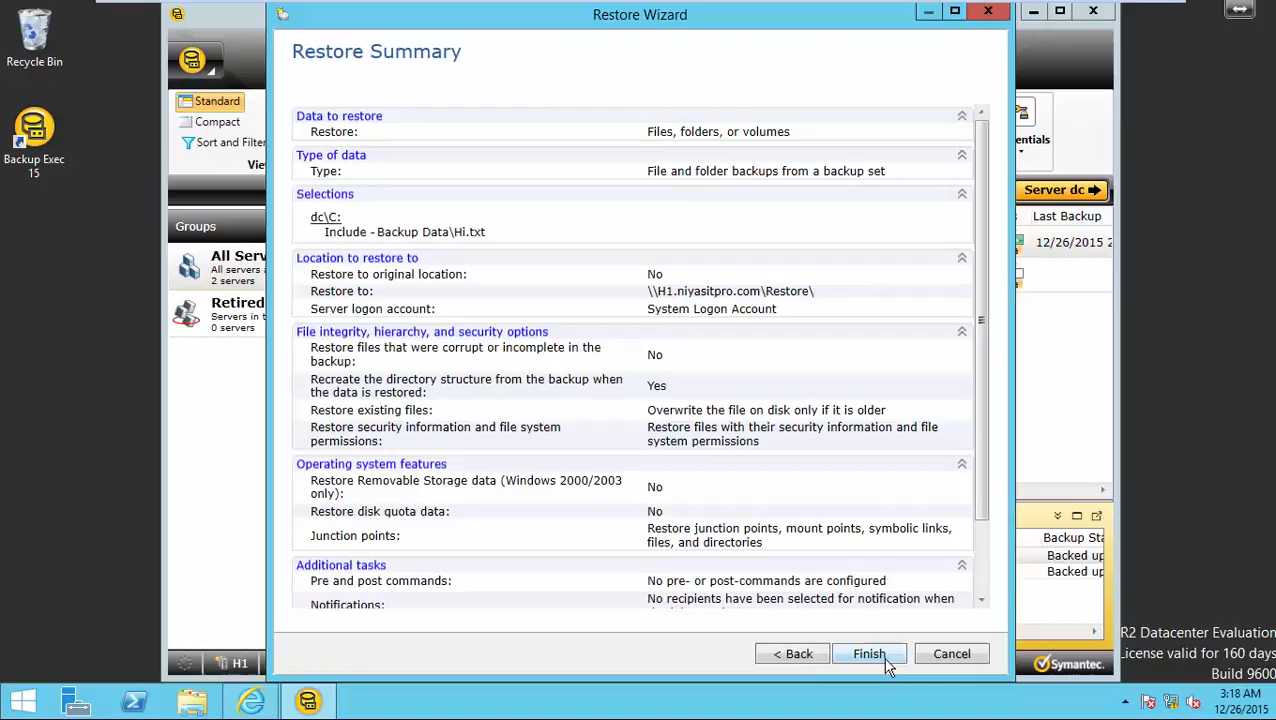 Restore Wizard
Recycle Bin
Backup Exec
15
Standard
Compact
Sort and Filter
Groups
All Serv
All servers a
2 servers
Retired
Servers in t
0 servers
H1
Restore Summary
Data to restore
Restore: Files, folders, or volumes
Type of data
Type: File and folder backups from a backup set
Selections
dc\C:
Include - Backup Data\Hi.txt
Location to restore to
Restore to original location: No
Restore to: \\H1.niyasitpro.com\Restore\
Server logon account: System Logon Account
File integrity, hierarchy, and security options
Restore files that were corrupt or incomplete in the
backup: No
Recreate the directory structure from the backup when
the data is restored: Yes
Restore existing files: Overwrite the file on disk only if it is older
Restore security information and file system Restore files with their security information and file
permissions: system permissions
Operating system features
Restore Removable Storage data (Windows 2000/2003
only): No
Restore disk quota data: No
Junction points: Restore junction points, mount points, symbolic links,
files, and directories
Additional tasks
Pre and post commands: No pre- or post-commands are configured
Notifications: No recipients have been selected for notification when
< Back Finish Cancel
entials
Server dc
Last Backup
12/26/2015 2
Backup Sta
Backed up
Backed up
Symantec.
R2 Datacenter Evaluation
License valid for 160 days
Build 9600
3:18 AM
12/26/2015